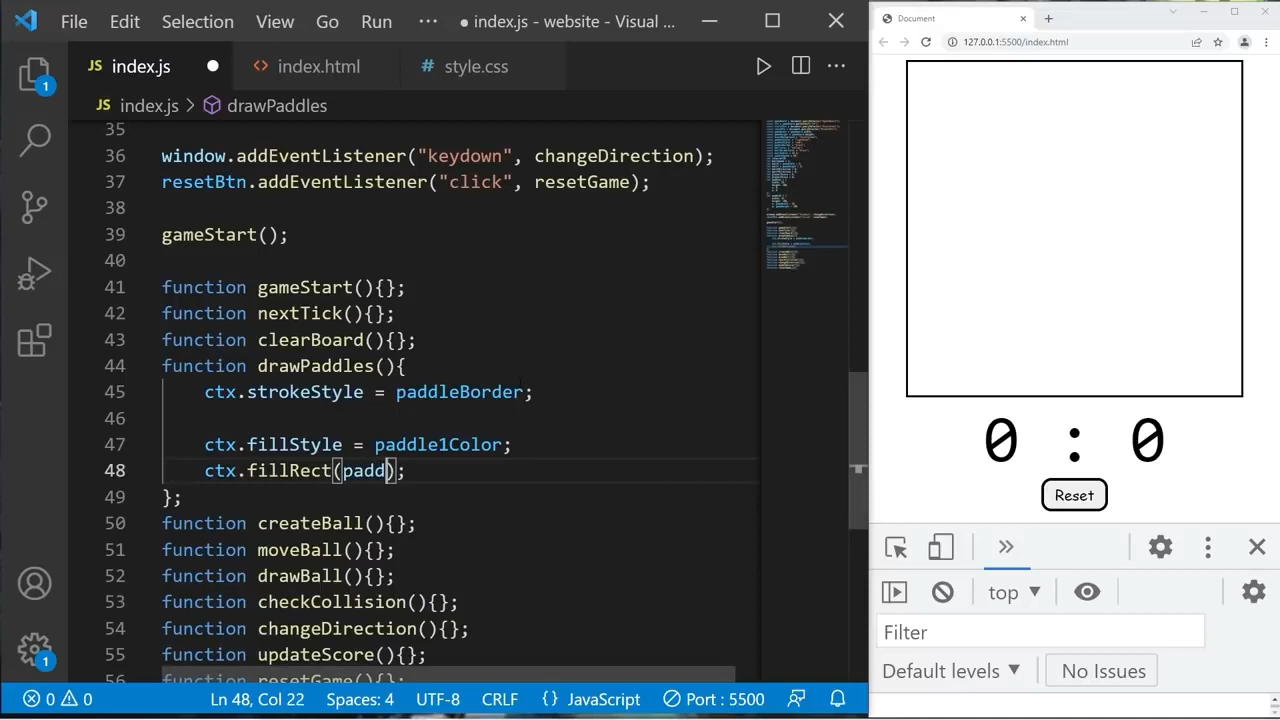 File Edit Selection View Go Run ··· ● index.js - website - Visual ...
JS index.js ● <> index.html # style.css
JS index.js > drawPaddles
35
36 window.addEventListener("keydown", changeDirection);
37 resetBtn.addEventListener("click", resetGame);
38
39 gameStart();
40
41 function gameStart(){};
42 function nextTick(){};
43 function clearBoard(){};
44 function drawPaddles(){
45 ctx.strokeStyle = paddleBorder;
46
47 ctx.fillStyle = paddle1Color;
48 ctx.fillRect(padd);
49 };
50 function createBall(){};
51 function moveBall(){};
52 function drawBall(){};
53 function checkCollision(){};
54 function changeDirection(){};
55 function updateScore(){};
56 function resetGame(){};
1
1
0 0 Ln 48, Col 22 Spaces: 4 UTF-8 CRLF {} JavaScript Port : 5500
Document
127.0.0.1:5500/index.html
0 : 0
Reset
top
Filter
Default levels No Issues